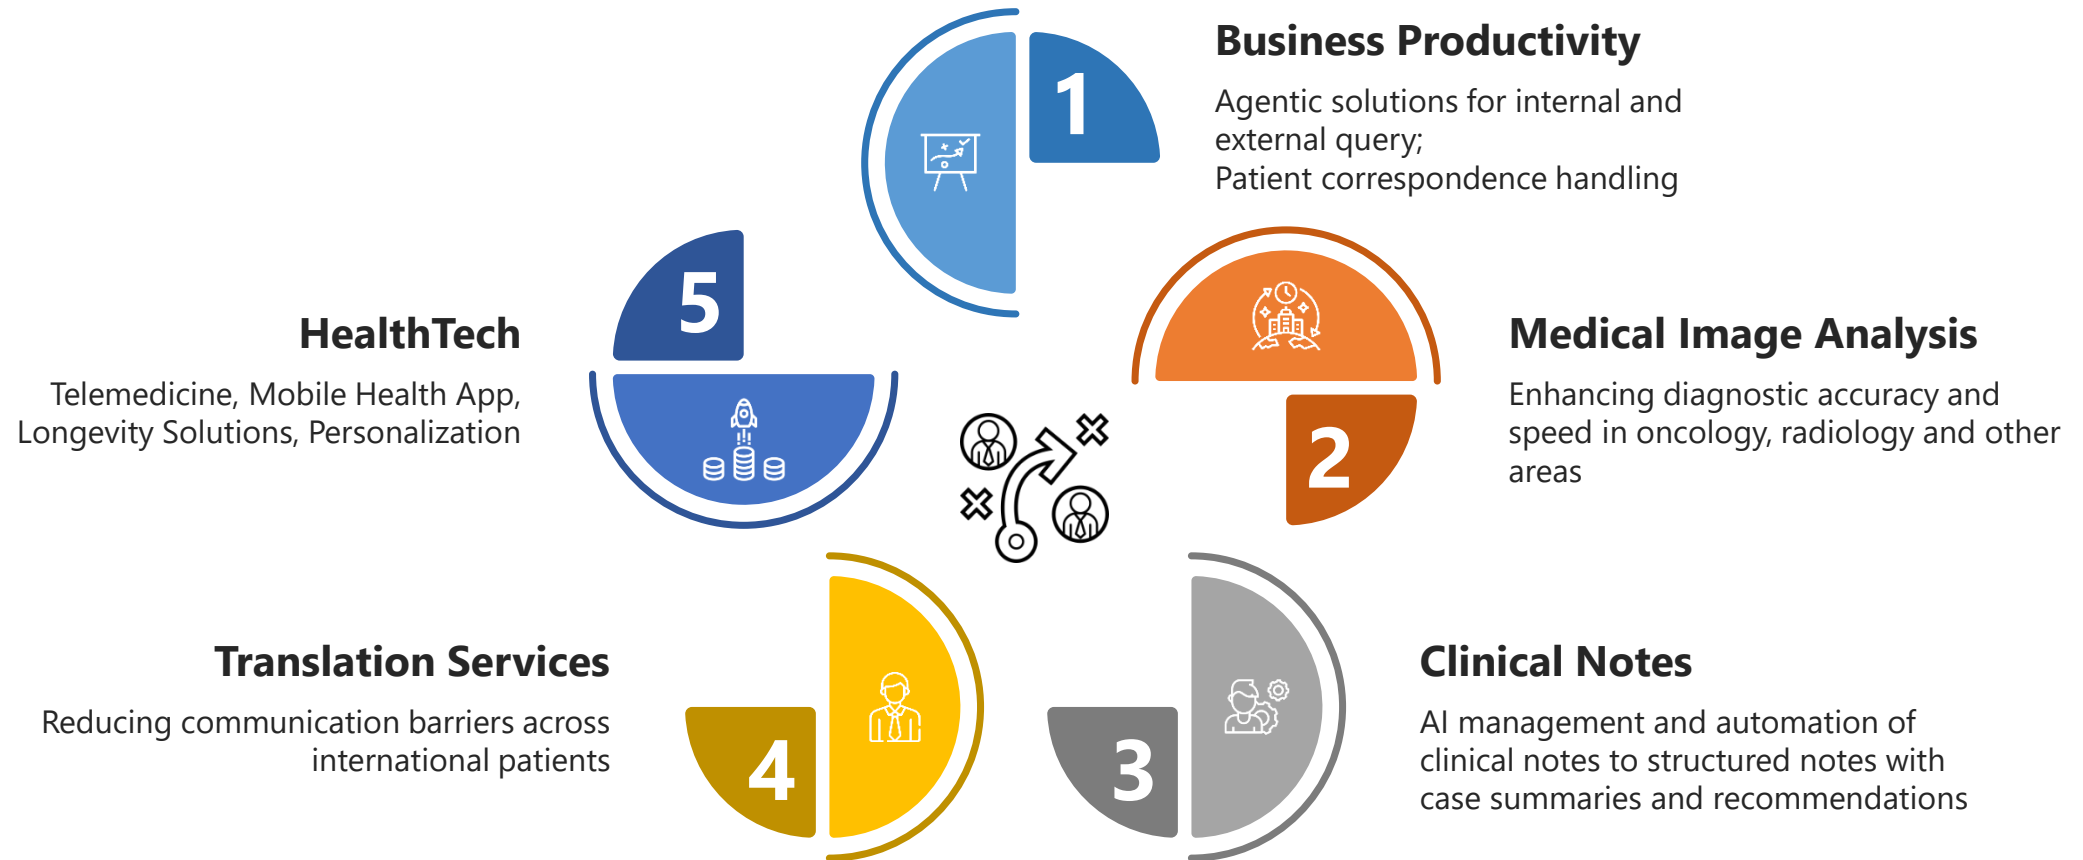 1
Business Productivity
Agentic solutions for internal and
external query;
Patient correspondence handling
2
Medical Image Analysis
Enhancing diagnostic accuracy and
speed in oncology, radiology and other
areas
3
Clinical Notes
AI management and automation of
clinical notes to structured notes with
case summaries and recommendations
4
Translation Services
Reducing communication barriers across
international patients
5
HealthTech
Telemedicine, Mobile Health App,
Longevity Solutions, Personalization